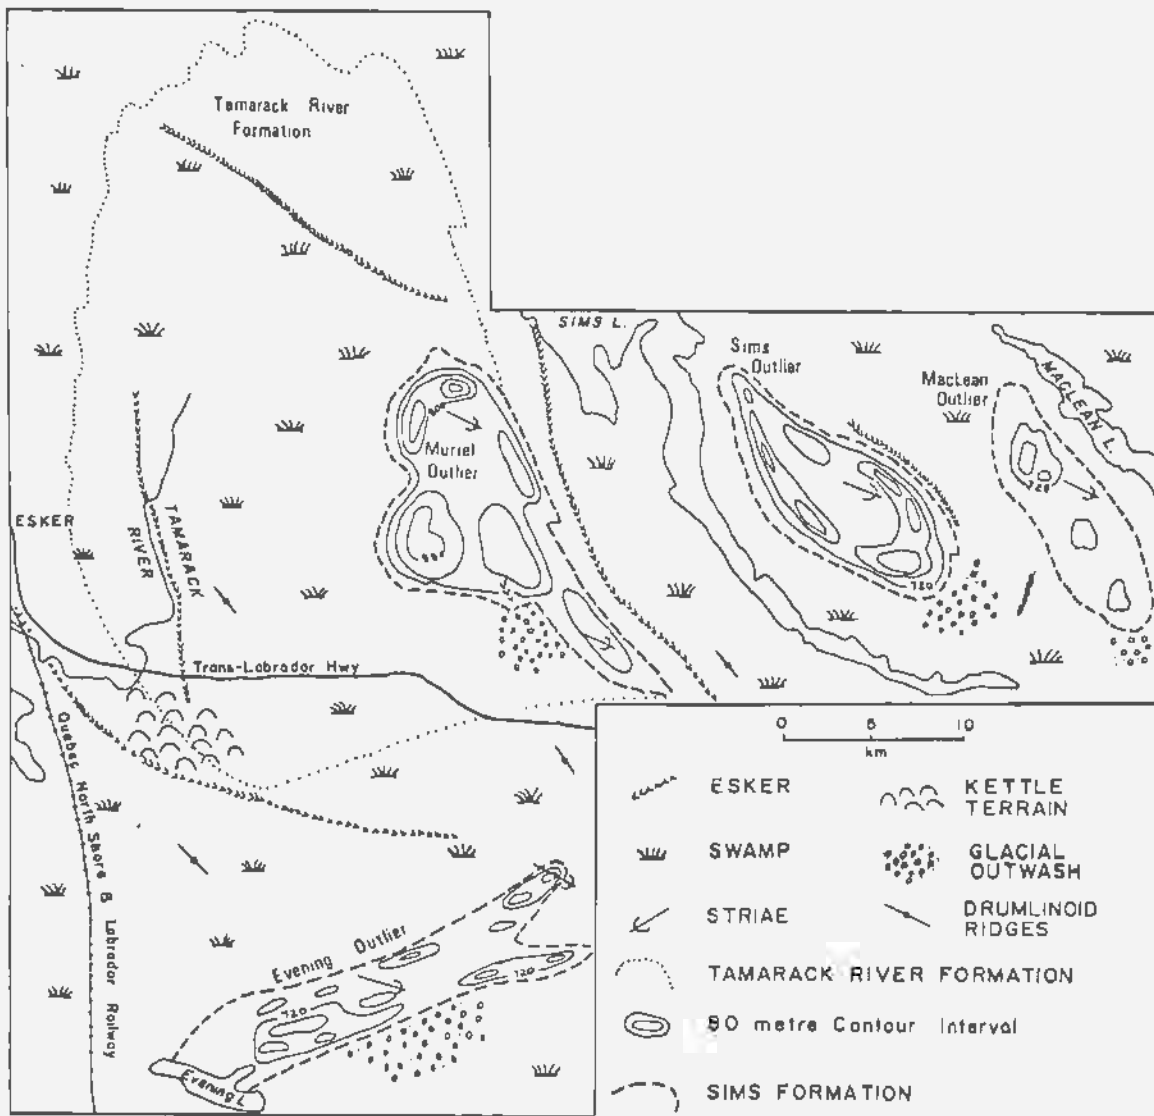 Tamarack River
Formation
SIMS L.
Sims
Outlier
MacLean
Outlier
MACLEAN L.
800
Muriel
Outlier
720
ESKER
TAMARACK
RIVER
720
Trans-Labrador Hwy
Quebec North Shore & Labrador Railway
0 5 10
km
ESKER
KETTLE
TERRAIN
SWAMP
GLACIAL
OUTWASH
STRIAE
DRUMLINOID
RIDGES
Evening Outlier
720
TAMARACK RIVER FORMATION
720
80 metre Contour Interval
Evening L.
SIMS FORMATION